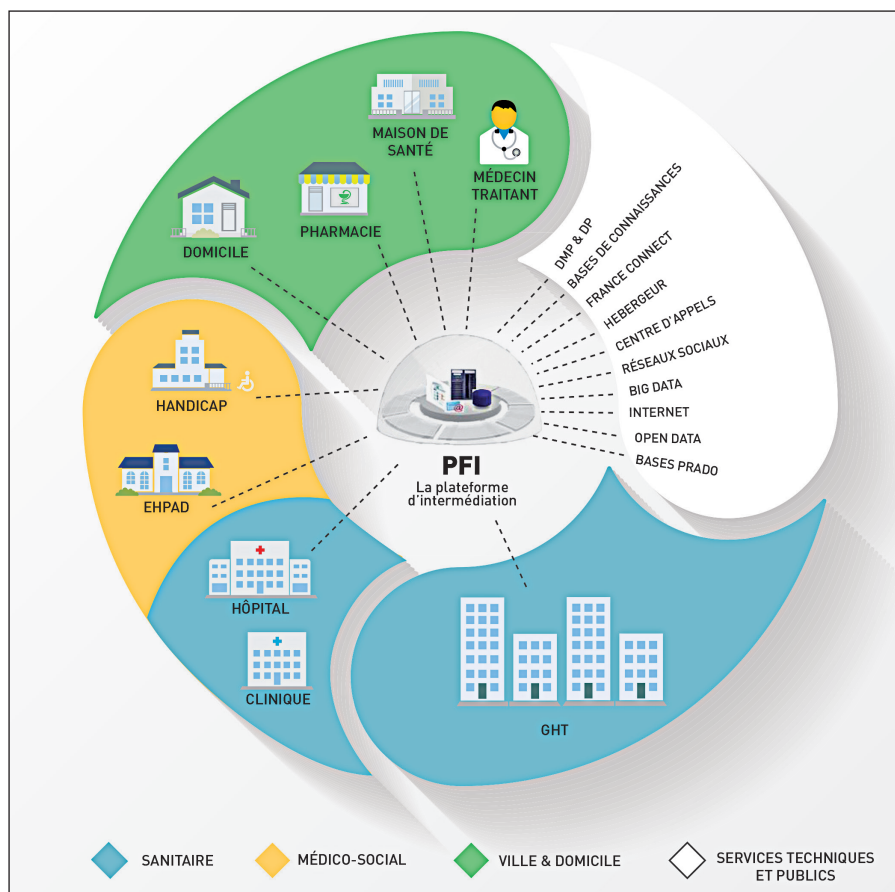 MAISON DE
SANTÉ
MÉDECIN
TRAITANT
PHARMACIE
DOMICILE
DMP & DP
BASES DE CONNAISSANCES
FRANCE CONNECT
HEBERGEUR
CENTRE D'APPELS
RÉSEAUX SOCIAUX
BIG DATA
INTERNET
OPEN DATA
BASES PRADO
HANDICAP
EHPAD
PFI
La plateforme
d'intermédiation
HÔPITAL
CLINIQUE
GHT
SANITAIRE
MÉDICO-SOCIAL
VILLE & DOMICILE
SERVICES TECHNIQUES
ET PUBLICS